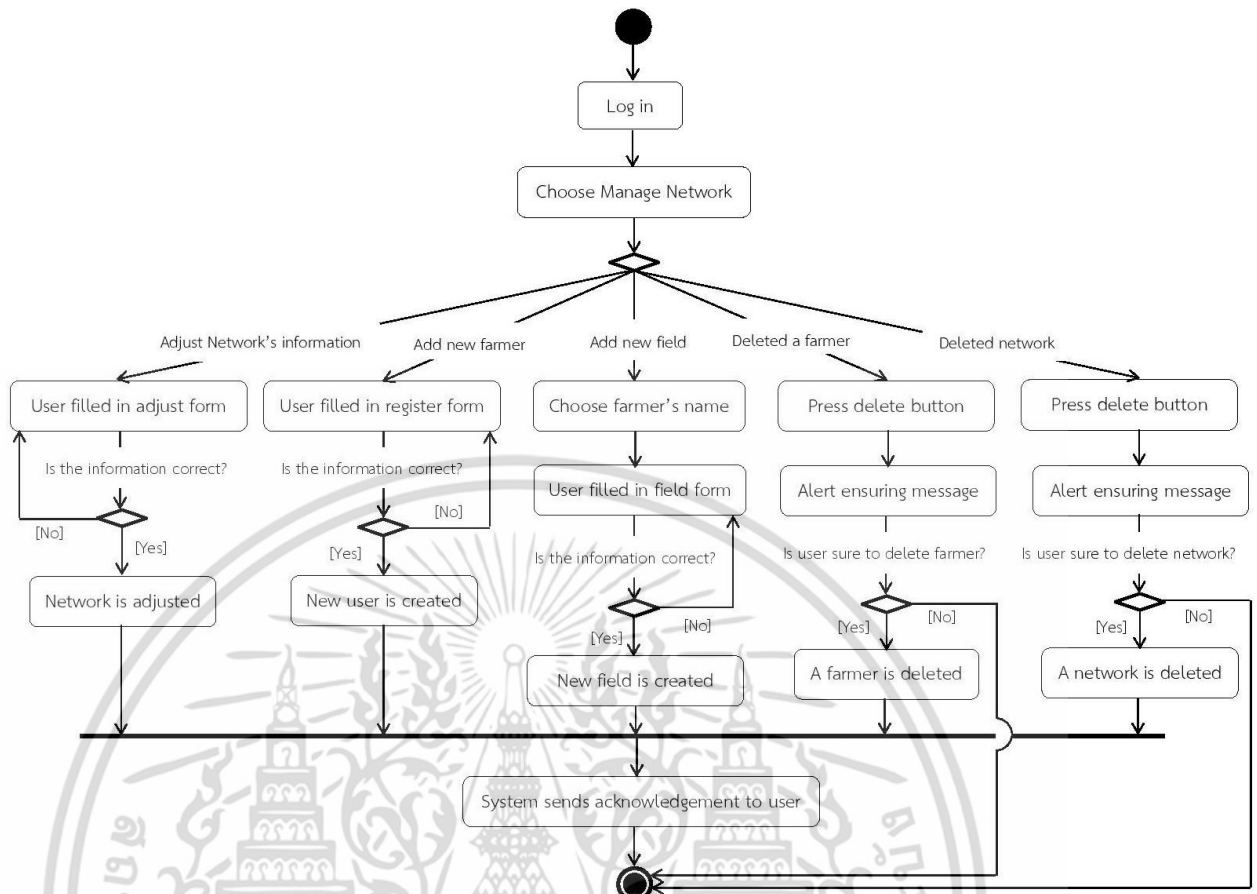 Log in
Choose Manage Network
Adjust Network's information
Add new farmer
Add new field
Deleted a farmer
Deleted network
User filled in adjust form
User filled in register form
Choose farmer's name
Press delete button
Press delete button
Is the information correct?
Is the information correct?
User filled in field form
Alert ensuring message
Alert ensuring message
[No]
[Yes]
[No]
[Yes]
Is the information correct?
Is user sure to delete farmer?
Is user sure to delete network?
Network is adjusted
New user is created
[Yes]
[No]
[Yes]
[No]
[Yes]
[No]
New field is created
A farmer is deleted
A network is deleted
System sends acknowledgement to user